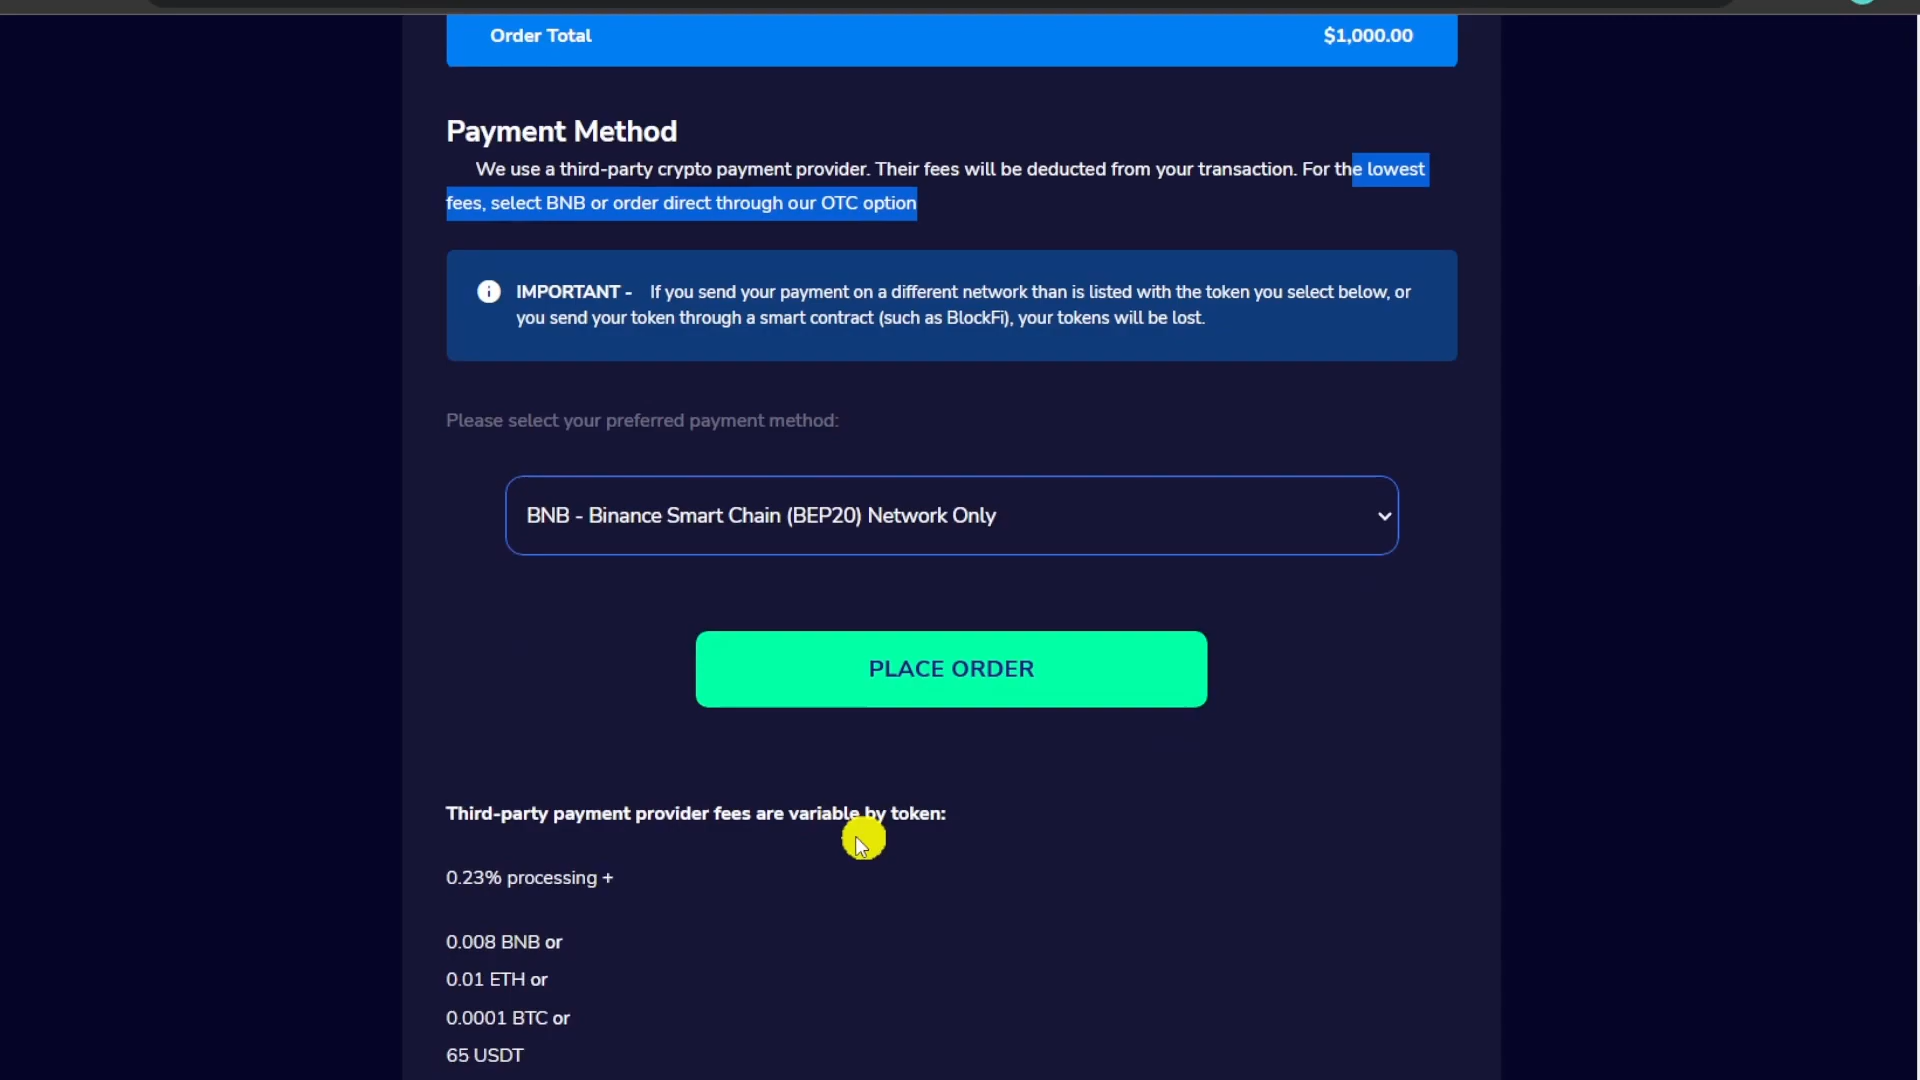 Order Total $1,000.00
Payment Method
We use a third-party crypto payment provider. Their fees will be deducted from your transaction. For the lowest
fees, select BNB or order direct through our OTC option
IMPORTANT - If you send your payment on a different network than is listed with the token you select below, or
you send your token through a smart contract (such as BlockFi), your tokens will be lost.
Please select your preferred payment method:
BNB - Binance Smart Chain (BEP20) Network Only
PLACE ORDER
Third-party payment provider fees are variable by token:
0.23% processing +
0.008 BNB or
0.01 ETH or
0.0001 BTC or
65 USDT